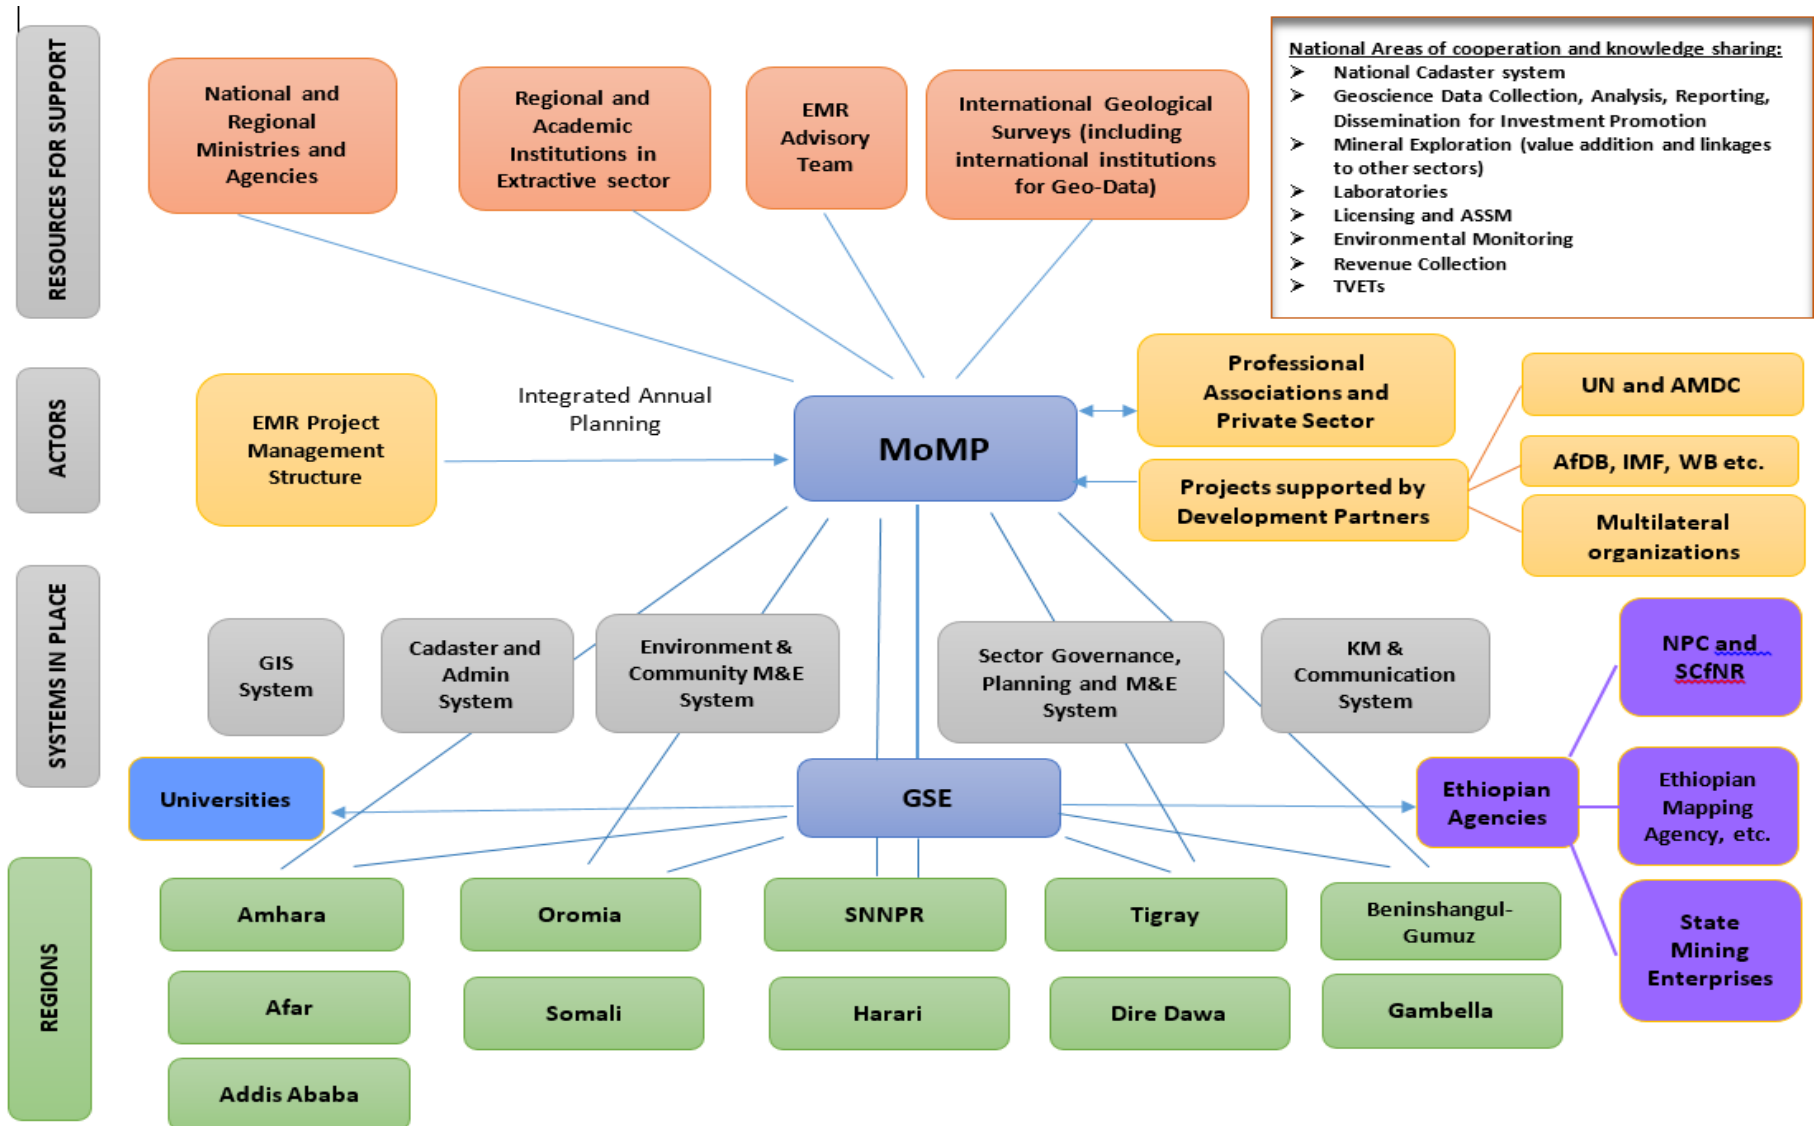 RESOURCES FOR SUPPORT
National and
Regional
Ministries and
Agencies
Regional and
Academic
Institutions in
Extractive sector
EMR
Advisory
Team
International Geological
Surveys (including
international institutions
for Geo-Data)
National Areas of cooperation and knowledge sharing:
➢ National Cadaster system
➢ Geoscience Data Collection, Analysis, Reporting,
Dissemination for Investment Promotion
➢ Mineral Exploration (value addition and linkages
to other sectors)
➢ Laboratories
➢ Licensing and ASSM
➢ Environmental Monitoring
➢ Revenue Collection
➢ TVETs
ACTORS
EMR Project
Management
Structure
Integrated Annual
Planning
MoMP
Professional
Associations and
Private Sector
Projects supported by
Development Partners
UN and AMDC
AfDB, IMF, WB etc.
Multilateral
organizations
SYSTEMS IN PLACE
GIS
System
Cadaster and
Admin
System
Environment &
Community M&E
System
Sector Governance,
Planning and M&E
System
KM &
Communication
System
NPC and
SCfNR
Universities
GSE
Ethiopian
Agencies
Ethiopian
Mapping
Agency, etc.
State
Mining
Enterprises
REGIONS
Amhara
Oromia
SNNPR
Tigray
Beninshangul-
Gumuz
Afar
Somali
Harari
Dire Dawa
Gambella
Addis Ababa